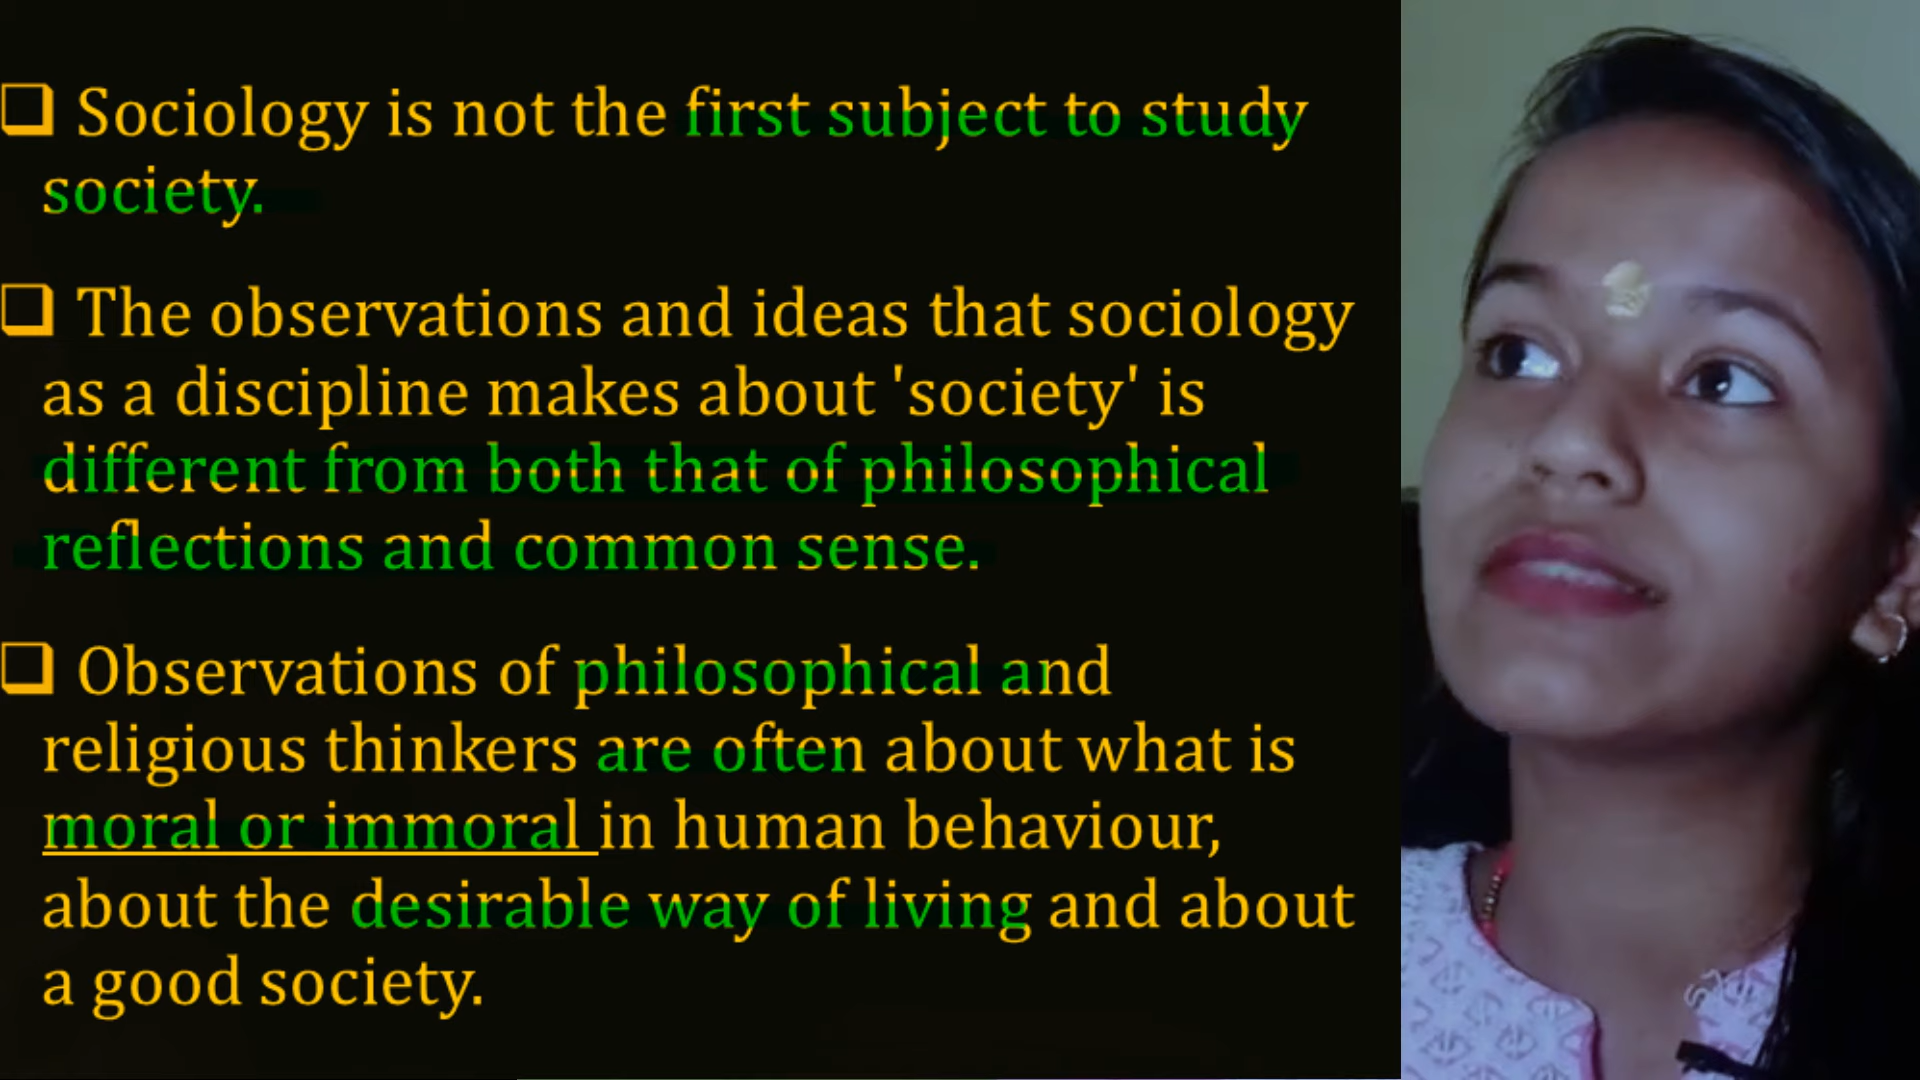 ❑ Sociology is not the first subject to study
society.
❑ The observations and ideas that sociology
as a discipline makes about 'society' is
different from both that of philosophical
reflections and common sense.
❑ Observations of philosophical and
religious thinkers are often about what is
moral or immoral in human behaviour,
about the desirable way of living and about
a good society.